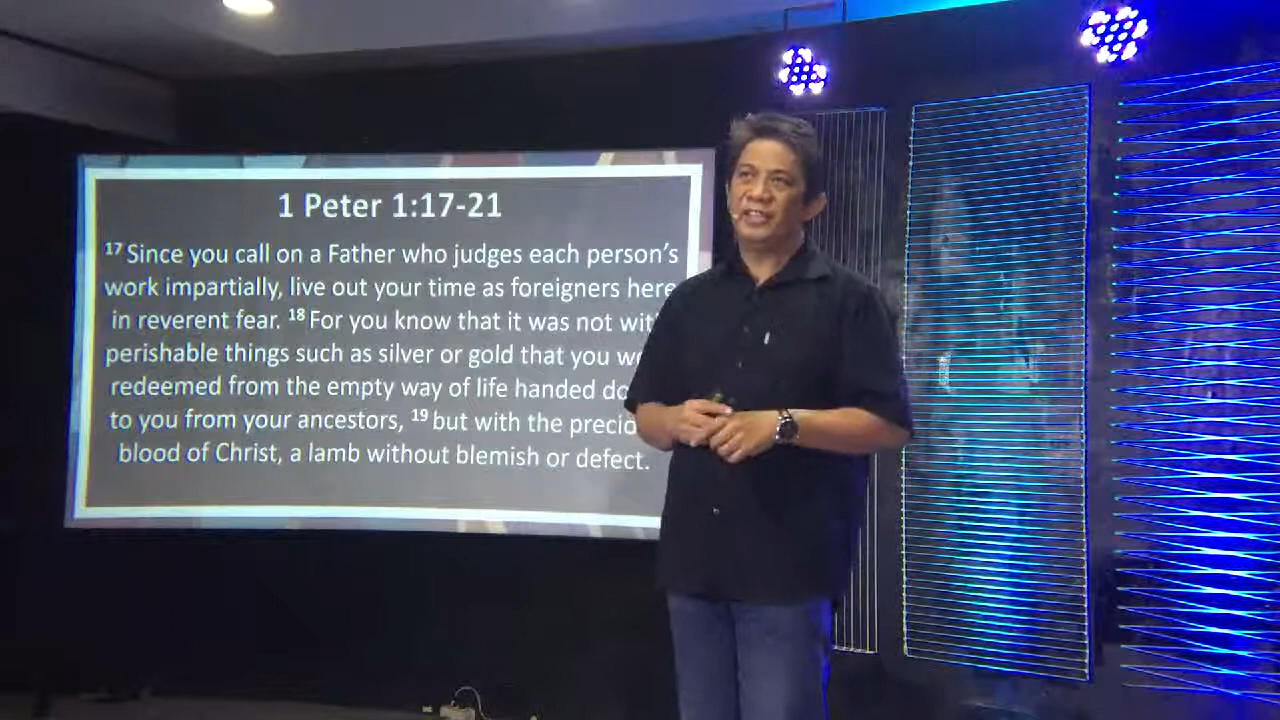 1 Peter 1:17-21
17 Since you call on a Father who judges each person's
work impartially, live out your time as foreigners here
in reverent fear. 18 For you know that it was not
perishable things such as silver or gold that you
redeemed from the empty way of life handed
to you from your ancestors, 19 but with the
blood of Christ, a lamb without blemish or defect.